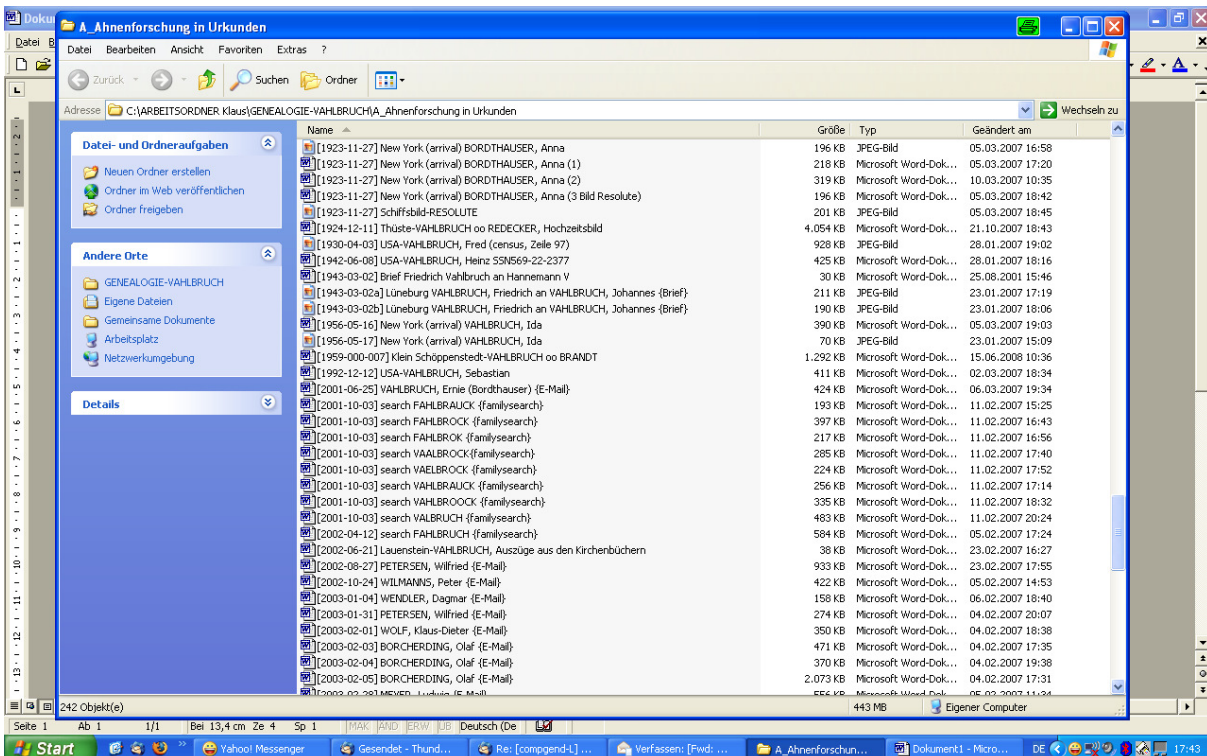 Doku
A_Ahnenforschung in Urkunden
Datei B
Datei Bearbeiten Ansicht Favoriten Extras ?
Zurück Suchen Ordner
Adresse C:\ARBEITSORDNER Klaus\GENEALOGIE-VAHLBRUCH\A_Ahnenforschung in Urkunden Wechseln zu
Datei- und Ordneraufgaben
Neuen Ordner erstellen
Ordner im Web veröffentlichen
Ordner freigeben
Andere Orte
GENEALOGIE-VAHLBRUCH
Eigene Dateien
Gemeinsame Dokumente
Arbeitsplatz
Netzwerkumgebung
Details
Name Größe Typ Geändert am
[1923-11-27] New York (arrival) BORDTHAUSER, Anna 196 KB JPEG-Bild 05.03.2007 16:58
[1923-11-27] New York (arrival) BORDTHAUSER, Anna (1) 218 KB Microsoft Word-Dok... 05.03.2007 17:20
[1923-11-27] New York (arrival) BORDTHAUSER, Anna (2) 319 KB Microsoft Word-Dok... 10.03.2007 10:35
[1923-11-27] New York (arrival) BORDTHAUSER, Anna (3 Bild Resolute) 196 KB Microsoft Word-Dok... 05.03.2007 18:42
[1923-11-27] Schiffsbild-RESOLUTE 201 KB JPEG-Bild 05.03.2007 18:45
[1924-12-11] Thüste-VAHLBRUCH oo REDECKER, Hochzeitsbild 4.054 KB Microsoft Word-Dok... 21.10.2007 18:43
[1930-04-03] USA-VAHLBRUCH, Fred (census, Zeile 97) 928 KB JPEG-Bild 28.01.2007 19:02
[1942-06-08] USA-VAHLBRUCH, Heinz SSN569-22-2377 425 KB Microsoft Word-Dok... 28.01.2007 18:16
[1943-03-02] Brief Friedrich Vahlbruch an Hannemann V 30 KB Microsoft Word-Dok... 25.08.2001 15:46
[1943-03-02a] Lüneburg VAHLBRUCH, Friedrich an VAHLBRUCH, Johannes {Brief} 211 KB JPEG-Bild 23.01.2007 17:19
[1943-03-02b] Lüneburg VAHLBRUCH, Friedrich an VAHLBRUCH, Johannes {Brief} 190 KB JPEG-Bild 23.01.2007 18:06
[1956-05-16] New York (arrival) VAHLBRUCH, Ida 390 KB Microsoft Word-Dok... 05.03.2007 19:03
[1956-05-17] New York (arrival) VAHLBRUCH, Ida 70 KB JPEG-Bild 23.01.2007 15:09
[1959-000-007] Klein Schöppenstedt-VAHLBRUCH oo BRANDT 1.292 KB Microsoft Word-Dok... 15.06.2008 10:36
[1992-12-12] USA-VAHLBRUCH, Sebastian 411 KB Microsoft Word-Dok... 02.03.2007 18:34
[2001-06-25] VAHLBRUCH, Ernie (Bordthauser) {E-Mail} 424 KB Microsoft Word-Dok... 06.03.2007 19:34
[2001-10-03] search FAHLBRAUCK {familysearch} 193 KB Microsoft Word-Dok... 11.02.2007 15:25
[2001-10-03] search FAHLBROCK {familysearch} 397 KB Microsoft Word-Dok... 11.02.2007 16:43
[2001-10-03] search FAHLBROK {familysearch} 217 KB Microsoft Word-Dok... 11.02.2007 16:56
[2001-10-03] search VAALBROCK{familysearch} 285 KB Microsoft Word-Dok... 11.02.2007 17:40
[2001-10-03] search VAELBROCK {familysearch} 224 KB Microsoft Word-Dok... 11.02.2007 17:52
[2001-10-03] search VAHLBRAUCK {familysearch} 256 KB Microsoft Word-Dok... 11.02.2007 17:14
[2001-10-03] search VAHLBROOCK {familysearch} 335 KB Microsoft Word-Dok... 11.02.2007 18:32
[2001-10-03] search VALBRUCH {familysearch} 483 KB Microsoft Word-Dok... 11.02.2007 20:24
[2002-04-12] search FAHLBRUCH {familysearch} 584 KB Microsoft Word-Dok... 05.02.2007 17:24
[2002-06-21] Lauenstein-VAHLBRUCH, Auszüge aus den Kirchenbüchern 38 KB Microsoft Word-Dok... 23.02.2007 16:27
[2002-08-27] PETERSEN, Wilfried {E-Mail} 933 KB Microsoft Word-Dok... 23.02.2007 17:55
[2002-10-24] WILMANNS, Peter {E-Mail} 422 KB Microsoft Word-Dok... 05.02.2007 14:53
[2003-01-04] WENDLER, Dagmar {E-Mail} 158 KB Microsoft Word-Dok... 06.02.2007 18:40
[2003-01-31] PETERSEN, Wilfried {E-Mail} 274 KB Microsoft Word-Dok... 04.02.2007 20:07
[2003-02-01] WOLF, Klaus-Dieter {E-Mail} 350 KB Microsoft Word-Dok... 04.02.2007 18:38
[2003-02-03] BORCHERDING, Olaf {E-Mail} 471 KB Microsoft Word-Dok... 04.02.2007 17:35
[2003-02-04] BORCHERDING, Olaf {E-Mail} 370 KB Microsoft Word-Dok... 04.02.2007 19:38
[2003-02-05] BORCHERDING, Olaf {E-Mail} 2.073 KB Microsoft Word-Dok... 04.02.2007 17:31
[2003-02-28] MEYER, Ludwig {E-Mail} 556 KB Microsoft Word-Dok... 05.02.2007 11:34
242 Objekt(e) 443 MB Eigener Computer
Seite 1 Ab 1 1/1 Bei 13,4 cm Ze 4 Sp 1 MAK ÄND ERW ÜB Deutsch (De
Start Yahoo! Messenger Gesendet - Thund... Re: [compgend-L] ... Verfassen: [Fwd: ... A_Ahnenforschun... Dokument1 - Micro... DE 17:43